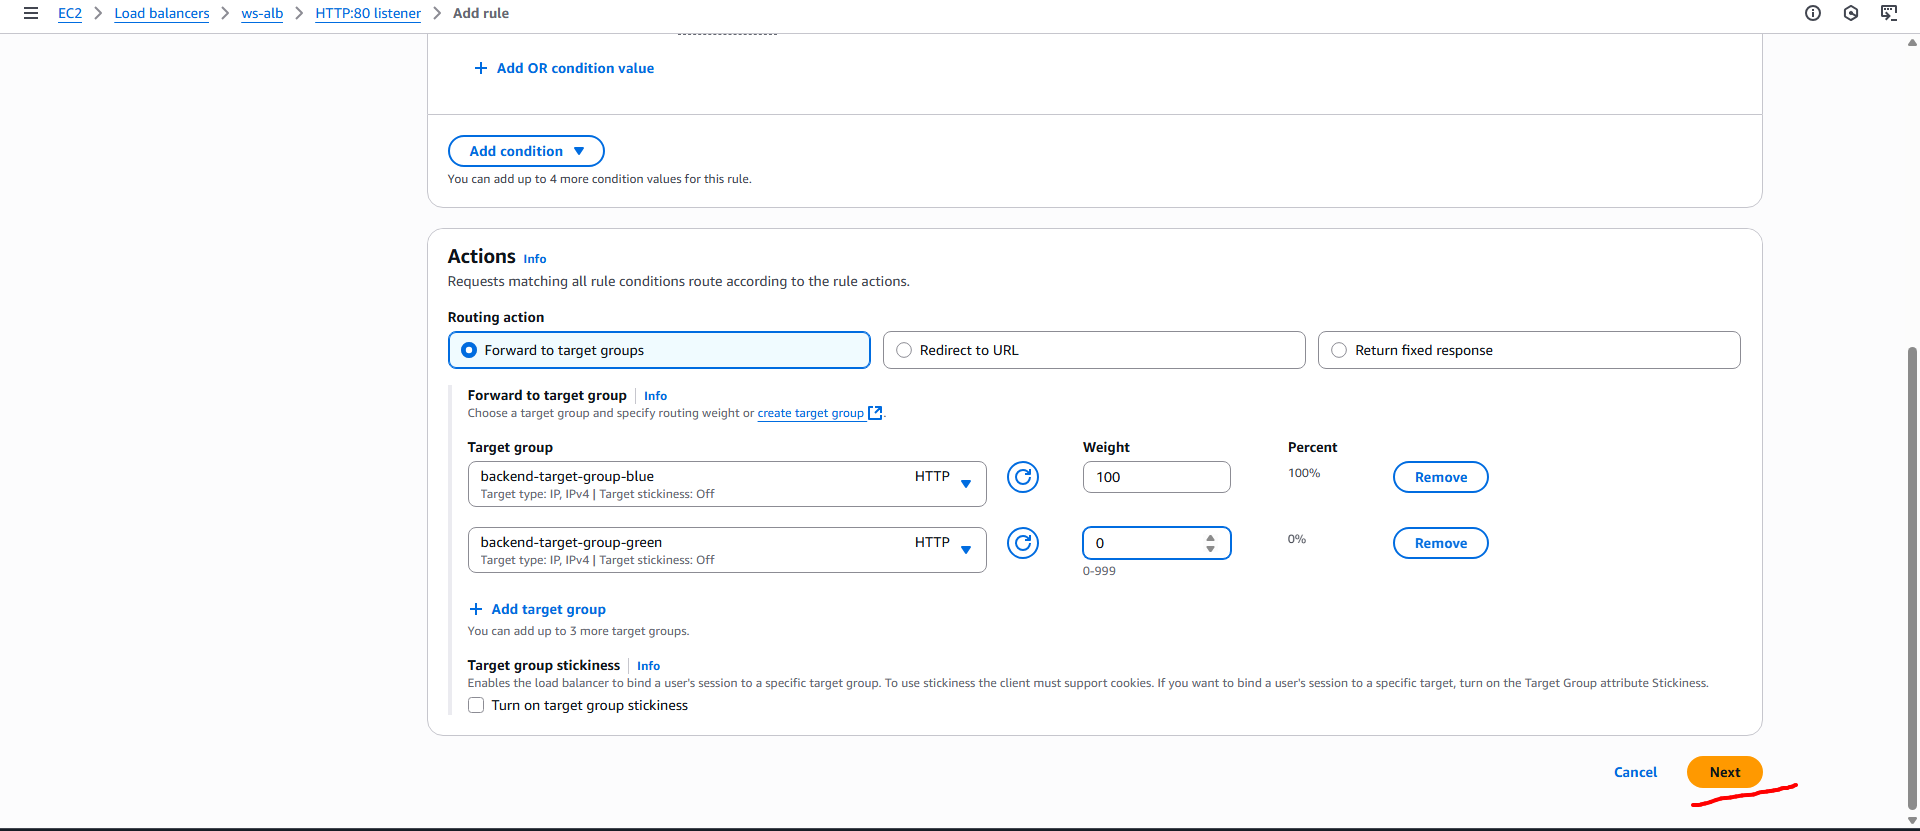 EC2 > Load balancers > ws-alb > HTTP:80 listener > Add rule
+ Add OR condition value
Add condition
You can add up to 4 more condition values for this rule.
Actions Info
Requests matching all rule conditions route according to the rule actions.
Routing action
Forward to target groups
Redirect to URL
Return fixed response
Forward to target group Info
Choose a target group and specify routing weight or create target group.
Target group Weight Percent
backend-target-group-blue HTTP 100 100% Remove
Target type: IP, IPv4 | Target stickiness: Off
backend-target-group-green HTTP 0 0% Remove
Target type: IP, IPv4 | Target stickiness: Off
0-999
+ Add target group
You can add up to 3 more target groups.
Target group stickiness Info
Enables the load balancer to bind a user's session to a specific target group. To use stickiness the client must support cookies. If you want to bind a user's session to a specific target, turn on the Target Group attribute Stickiness.
Turn on target group stickiness
Cancel Next